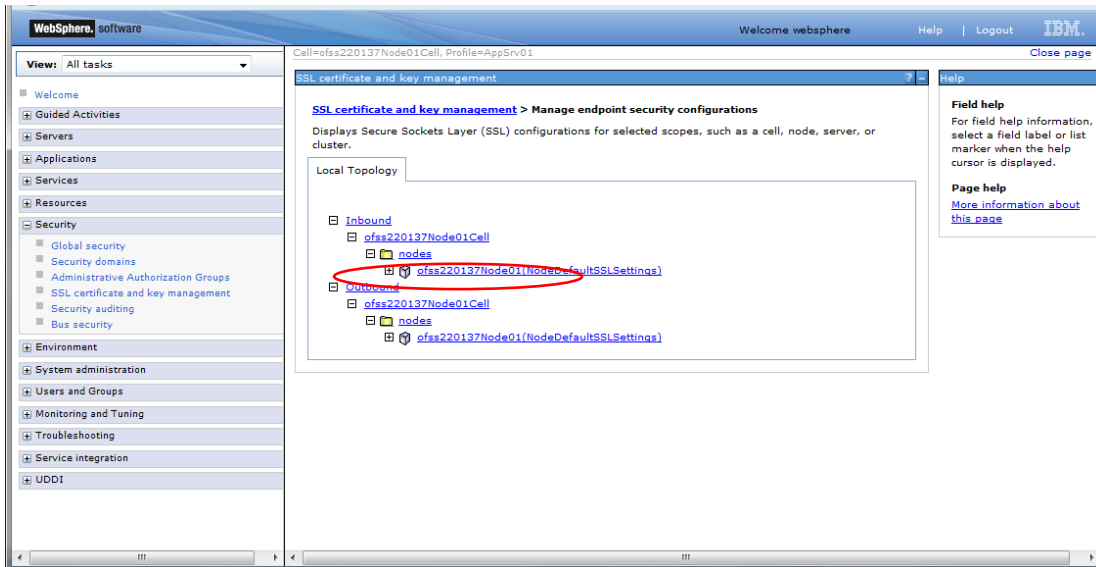 WebSphere. software
Welcome websphere
Help | Logout
IBM.
View: All tasks
Welcome
Guided Activities
Servers
Applications
Services
Resources
Security
Global security
Security domains
Administrative Authorization Groups
SSL certificate and key management
Security auditing
Bus security
Environment
System administration
Users and Groups
Monitoring and Tuning
Troubleshooting
Service integration
UDDI
Cell=ofss220137Node01Cell, Profile=AppSrv01
Close page
SSL certificate and key management
? -
SSL certificate and key management > Manage endpoint security configurations
Displays Secure Sockets Layer (SSL) configurations for selected scopes, such as a cell, node, server, or
cluster.
Local Topology
Inbound
ofss220137Node01Cell
nodes
ofss220137Node01(NodeDefaultSSLSettings)
Outbound
ofss220137Node01Cell
nodes
ofss220137Node01(NodeDefaultSSLSettings)
Help
Field help
For field help information,
select a field label or list
marker when the help
cursor is displayed.
Page help
More information about
this page